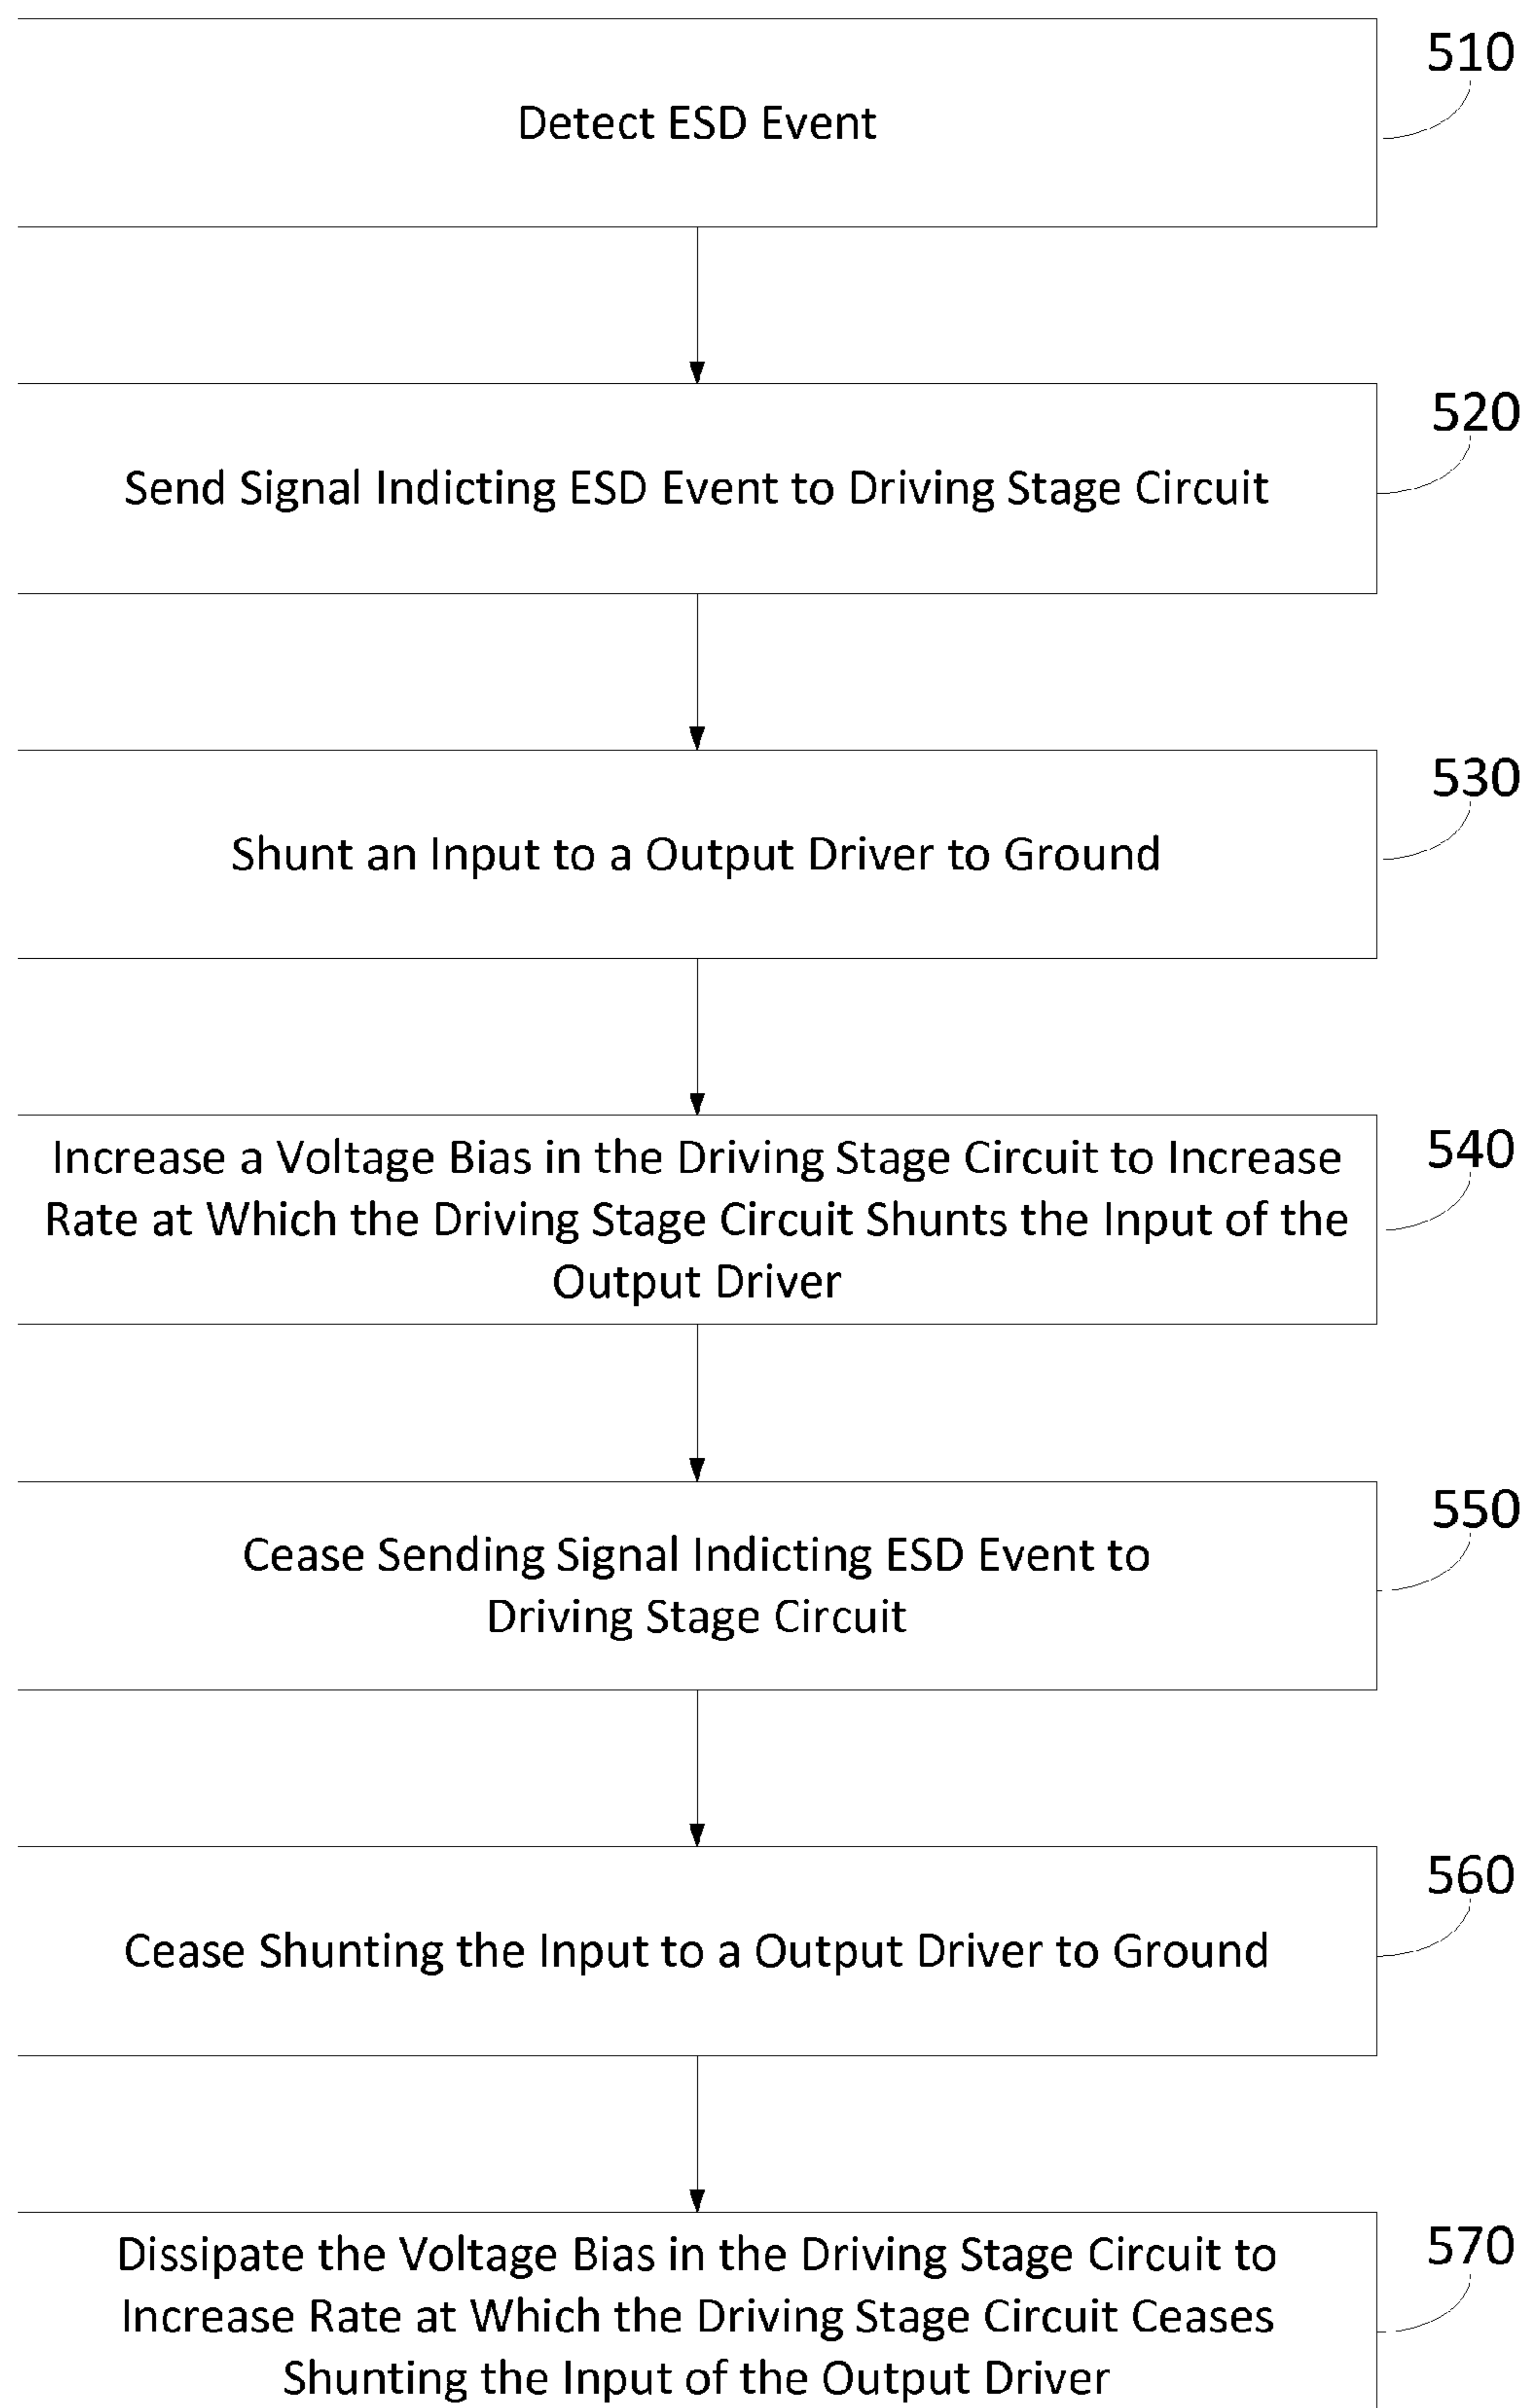 510
Detect ESD Event
520
Send Signal Indicting ESD Event to Driving Stage Circuit
530
Shunt an Input to a Output Driver to Ground
540
Increase a Voltage Bias in the Driving Stage Circuit to Increase
Rate at Which the Driving Stage Circuit Shunts the Input of the
Output Driver
550
Cease Sending Signal Indicting ESD Event to
Driving Stage Circuit
560
Cease Shunting the Input to a Output Driver to Ground
570
Dissipate the Voltage Bias in the Driving Stage Circuit to
Increase Rate at Which the Driving Stage Circuit Ceases
Shunting the Input of the Output Driver